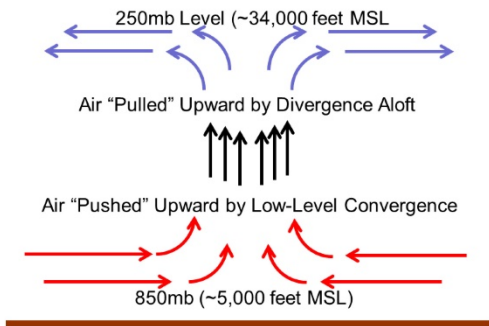 250mb Level (~34,000 feet MSL
Air “Pulled” Upward by Divergence Aloft
Air “Pushed” Upward by Low-Level Convergence
850mb (~5,000 feet MSL)